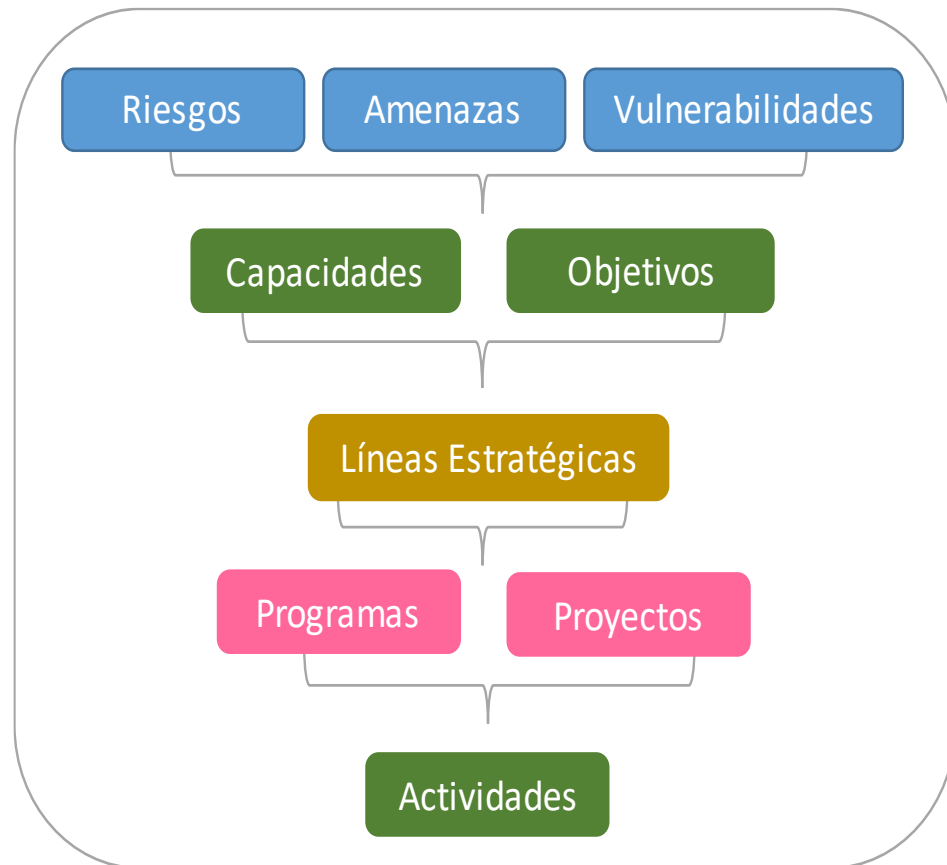 Riesgos
Amenazas
Vulnerabilidades
Capacidades
Objetivos
Líneas Estratégicas
Programas
Proyectos
Actividades